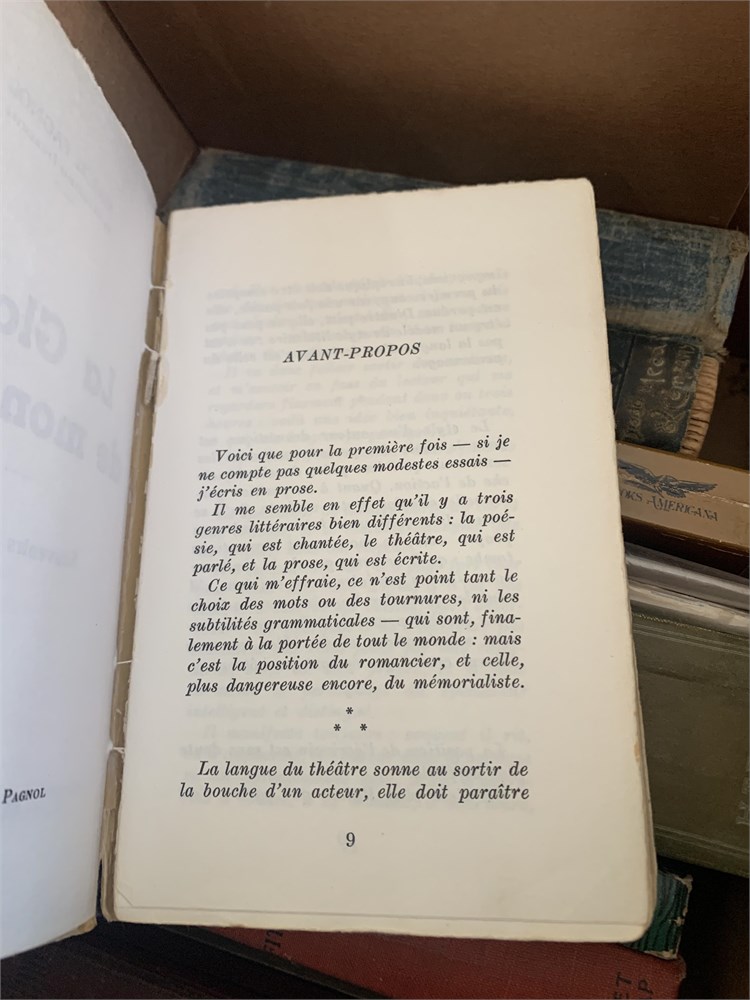 AVANT-PROPOS
Voici que pour la première fois — si je
ne compte pas quelques modestes essais —
j'écris en prose.
Il me semble en effet qu'il y a trois
genres littéraires bien différents : la poé-
sie, qui est chantée, le théâtre, qui est
parlé, et la prose, qui est écrite.
Ce qui m'effraie, ce n'est point tant le
choix des mots ou des tournures, ni les
subtilités grammaticales — qui sont, fina-
lement à la portée de tout le monde : mais
c'est la position du romancier, et celle,
plus dangereuse encore, du mémorialiste.
*
* *
La langue du théâtre sonne au sortir de
la bouche d'un acteur, elle doit paraître
9
PAGNOL
OKS AMERICANA